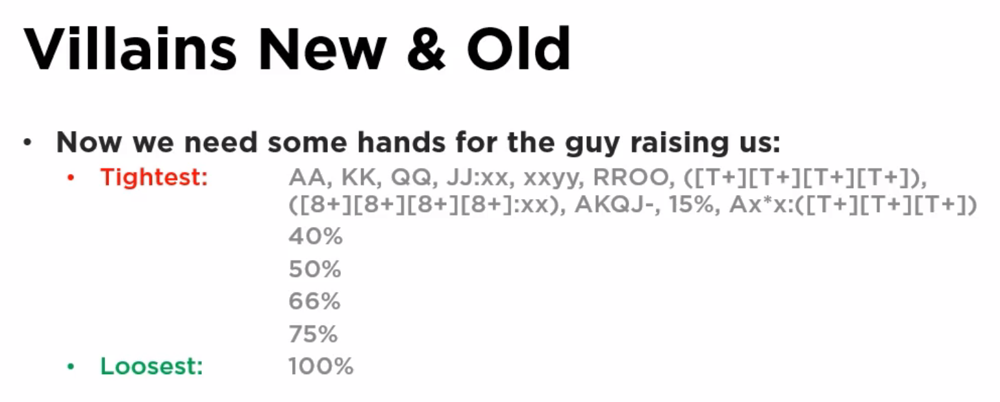 Villains New & Old
• Now we need some hands for the guy raising us:
• Tightest: AA, KK, QQ, JJ:xx, xxyy, RROO, ([T+][T+][T+][T+]),
([8+][8+][8+][8+]:xx), AKQJ-, 15%, Ax*x:([T+][T+][T+])
40%
50%
66%
75%
• Loosest: 100%